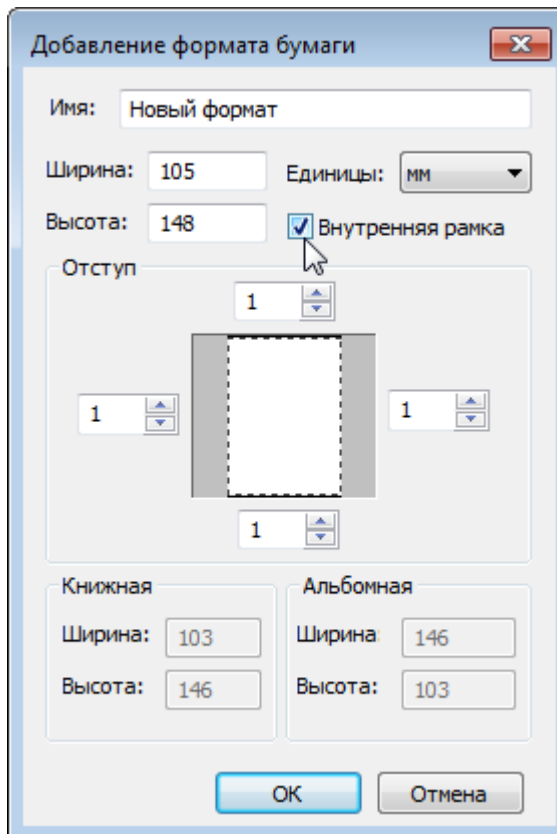 Добавление формата бумаги
Имя: Новый формат
Ширина: 105 Единицы: мм
Высота: 148 Внутренняя рамка
Отступ
1
1 1
1
Книжная Альбомная
Ширина: 103 Ширина: 146
Высота: 146 Высота: 103
ОК Отмена